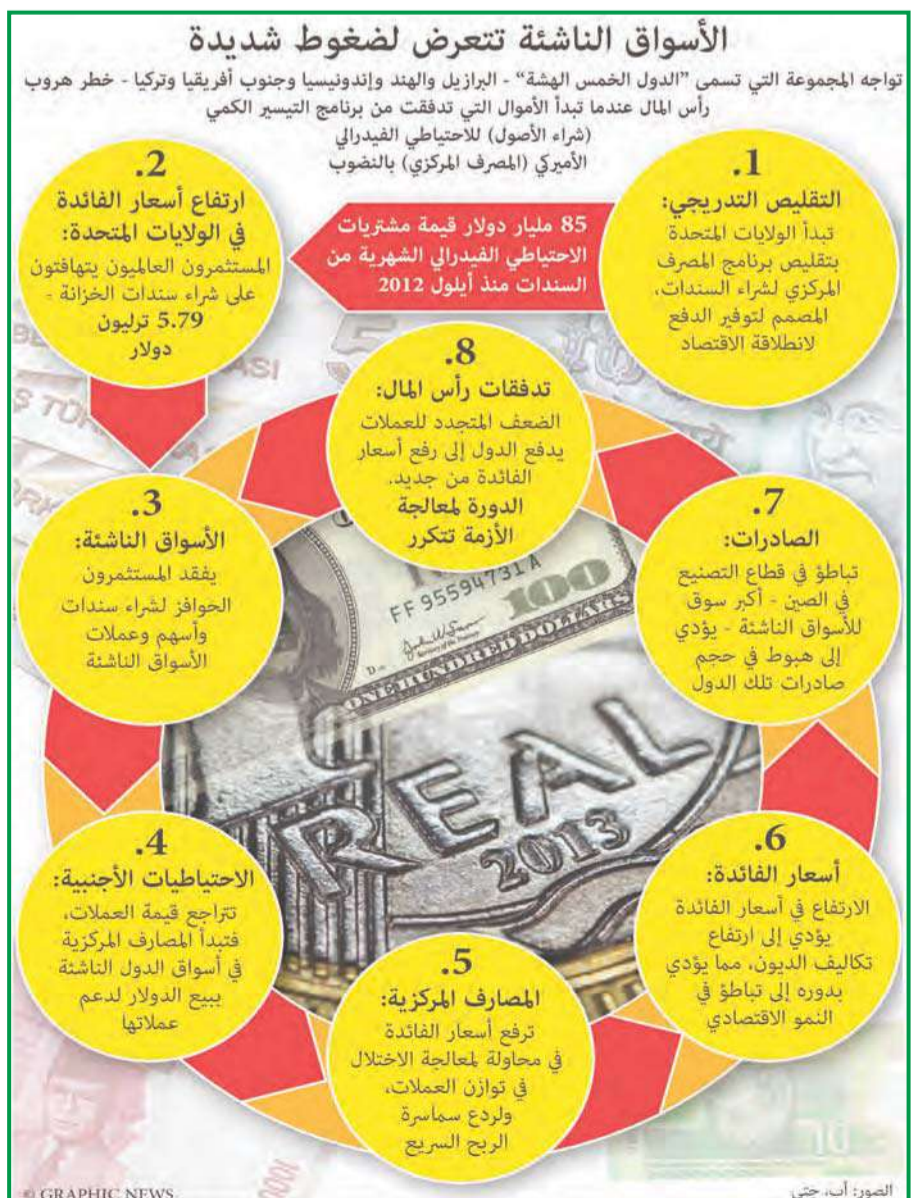 الأسواق الناشئة تتعرض لضغوط شديدة
تواجه المجموعة التي تسمى "الدول الخمس الهشة" - البرازيل والهند وإندونيسيا وجنوب أفريقيا وتركيا - خطر هروب
رأس المال عندما تبدأ الأموال التي تدفقت من برنامج التيسير الكمي
(شراء الأصول) للاحتياطي الفيدرالي
الأميركي (المصرف المركزي) بالنضوب
1.
التقليص التدريجي:
تبدأ الولايات المتحدة
بتقليص برنامج المصرف
المركزي لشراء السندات،
المصمم لتوفير الدفع
لانطلاقة الاقتصاد
85 مليار دولار قيمة مشتريات
الاحتياطي الفيدرالي الشهرية من
السندات منذ أيلول 2012
2.
ارتفاع أسعار الفائدة
في الولايات المتحدة:
المستثمرون العالميون يتهافتون
على شراء سندات الخزانة -
5.79 ترليون
دولار
3.
الأسواق الناشئة:
يفقد المستثمرون
الحوافز لشراء سندات
وأسهم وعملات
الأسواق الناشئة
4.
الاحتياطيات الأجنبية:
تتراجع قيمة العملات،
فتبدأ المصارف المركزية
في أسواق الدول الناشئة
ببيع الدولار لدعم
عملاتها
5.
المصارف المركزية:
ترفع أسعار الفائدة
في محاولة لمعالجة الاختلال
في توازن العملات،
ولردع سماسرة
الربح السريع
6.
أسعار الفائدة:
الارتفاع في أسعار الفائدة
يؤدي إلى ارتفاع
تكاليف الديون، مما يؤدي
بدوره إلى تباطؤ في
النمو الاقتصادي
7.
الصادرات:
تباطؤ في قطاع التصنيع
في الصين - أكبر سوق
للأسواق الناشئة - يؤدي
إلى هبوط في حجم
صادرات تلك الدول
8.
تدفقات رأس المال:
الضعف المتجدد للعملات
يدفع الدول إلى رفع أسعار
الفائدة من جديد.
الدورة لمعالجة
الأزمة تتكرر
FF 95594731 A
100
ONE HUNDRED DOLLARS
REAL
2013
الصور: أب، جتي
© GRAPHIC NEWS